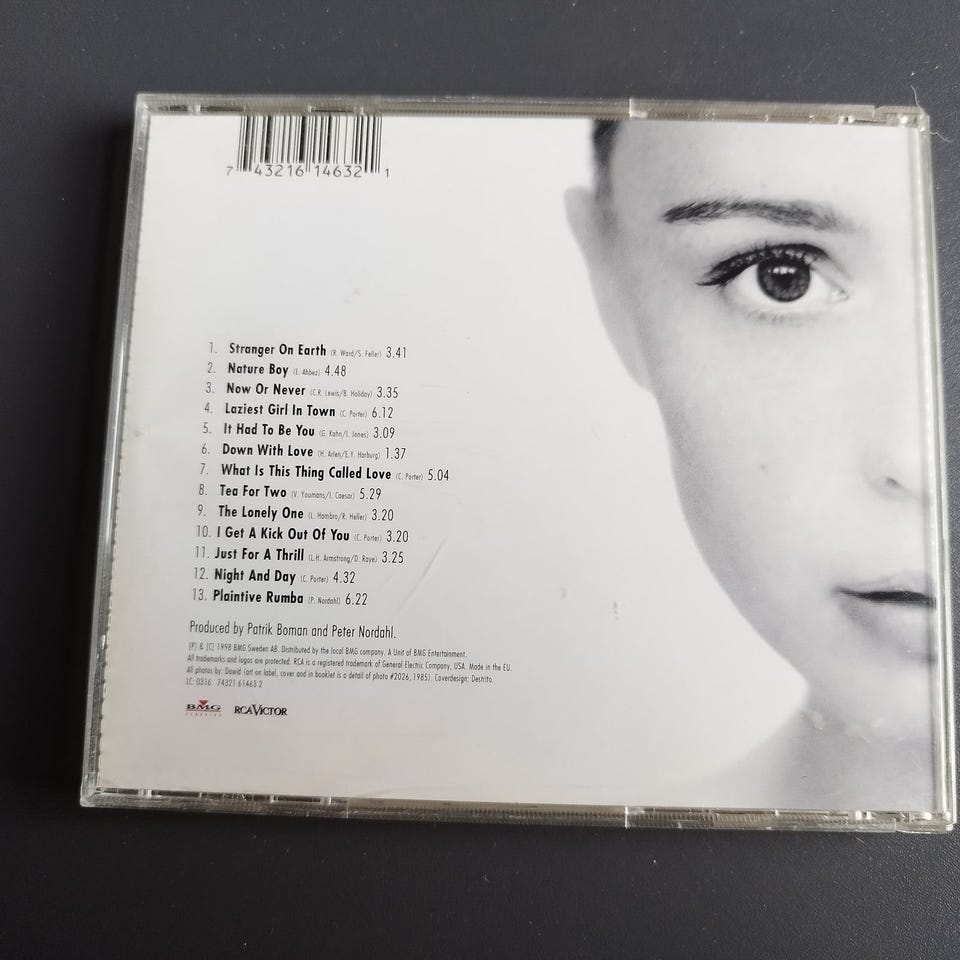 7 43216 14632 1
1. Stranger On Earth (R. Ward/S. Feller) 3.41
2. Nature Boy (E. Ahbez) 4.48
3. Now Or Never (C.R. Lewis/B. Holiday) 3.35
4. Laziest Girl In Town (C. Porter) 6.12
5. It Had To Be You (G. Kahn/I. Jones) 3.09
6. Down With Love (H. Arlen/E.Y. Harburg) 1.37
7. What Is This Thing Called Love (C. Porter) 5.04
8. Tea For Two (V. Youmans/I. Caesar) 5.29
9. The Lonely One (L. Hambro/R. Heller) 3.20
10. I Get A Kick Out Of You (C. Porter) 3.20
11. Just For A Thrill (L.H. Armstrong/D. Raye) 3.25
12. Night And Day (C. Porter) 4.32
13. Plaintive Rumba (P. Nordahl) 6.22
Produced by Patrik Boman and Peter Nordahl.
[P] & [C] 1998 BMG Sweden AB. Distributed by the local BMG company. A Unit of BMG Entertainment.
All trademarks and logos are protected. RCA is a registered trademark of General Electric Company, USA. Made in the EU.
All photos by: Dawid (art on label, cover and in booklet is a detail of photo #2026, 1985). Coverdesign: Destrito.
LC: 0316. 74321 61463 2
BMG CLASSICS RCA VICTOR